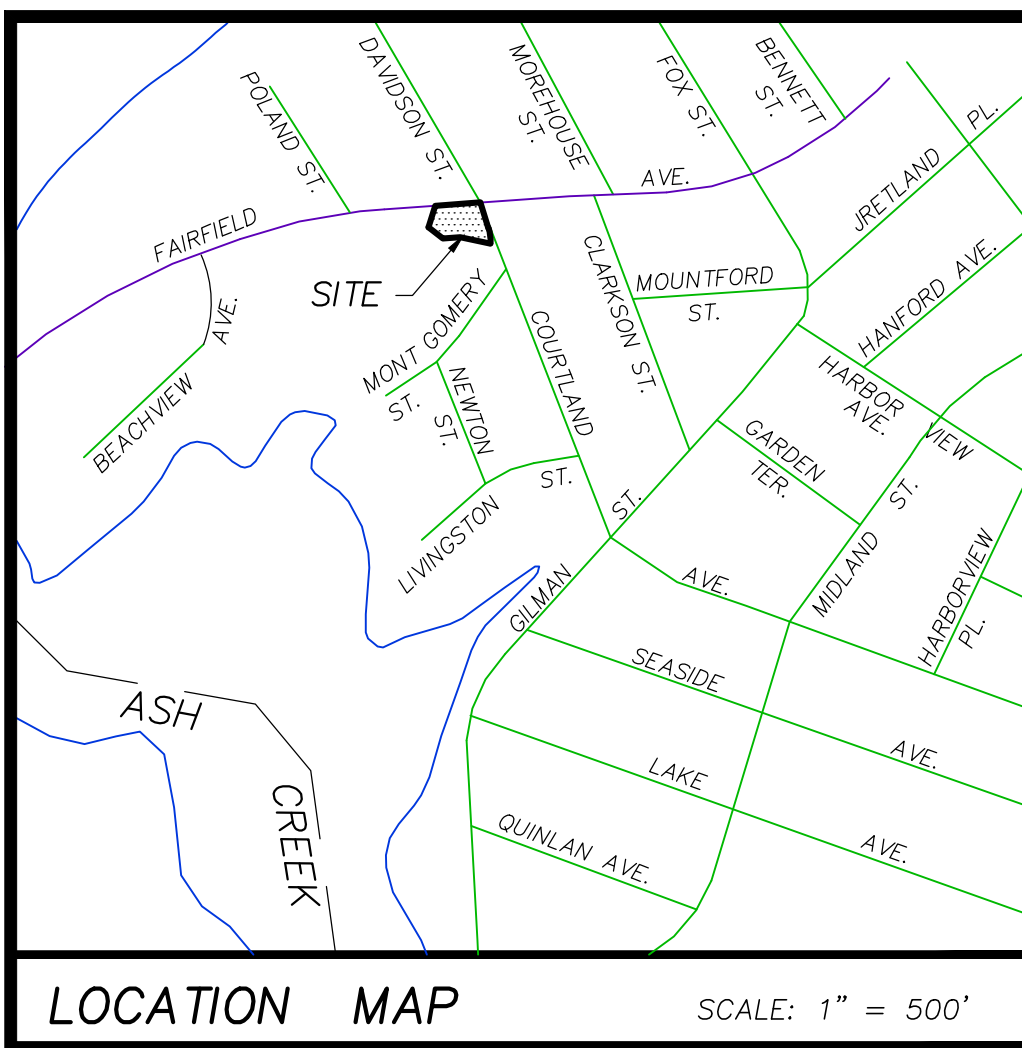 POLAND ST.
DAVIDSON ST.
MOREHOUSE
ST.
FOX ST.
BENNETT
ST.
PL.
JRETLAND
FAIRFIELD
AVE.
SITE
AVE.
BEACHVIEW
MONT GOMERY
ST.
NEWTON
ST.
COURTLAND
CLARKSON ST.
MOUNTFORD
ST.
HANFORD AVE.
HARBOR
AVE.
VIEW
GARDEN
TER.
ST.
MIDLAND
ST.
LIVINGSTON
ST.
GILMAN
AVE.
HARBORVIEW
PL.
SEASIDE
AVE.
LAKE
AVE.
QUINLAN AVE.
ASH
CREEK
LOCATION MAP
SCALE: 1" = 500'